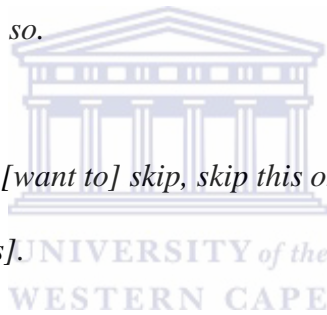 so.
[want to] skip, skip this o
s].
UNIVERSITY of the
WESTERN CAPE